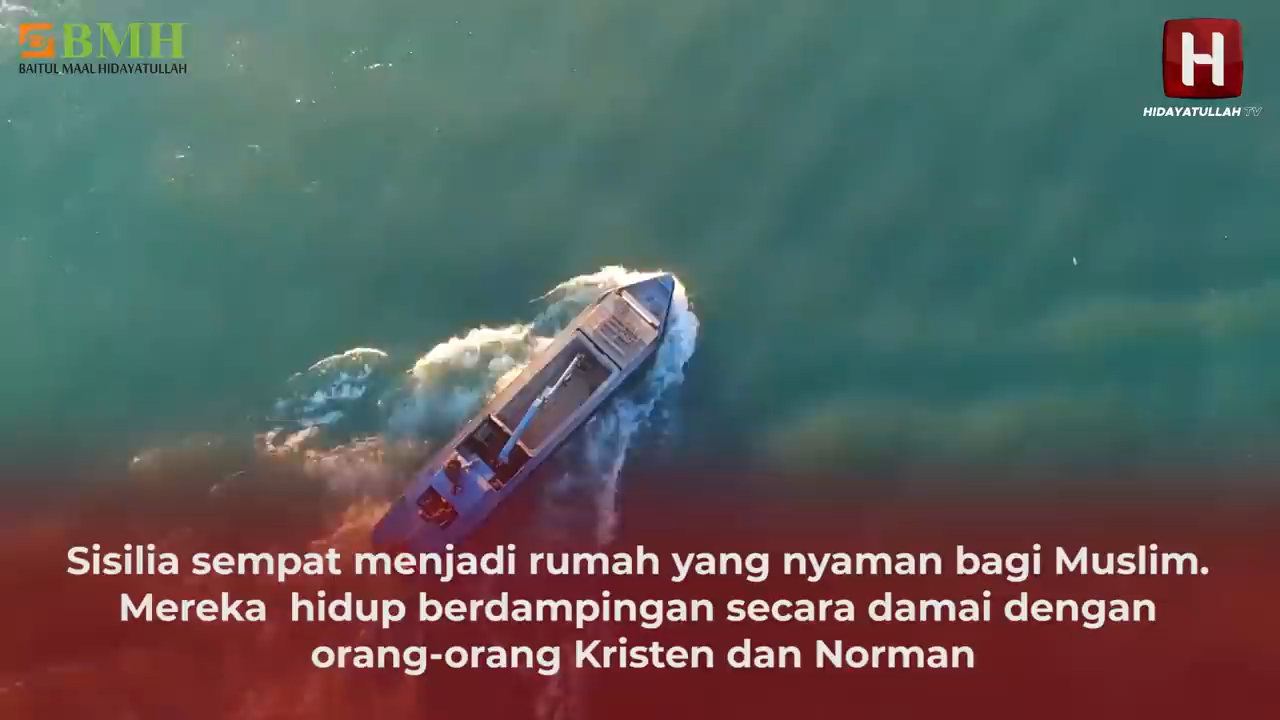 BMH
BAITUL MAAL HIDAYATULLAH
H
HIDAYATULLAH TV
Sisilia sempat menjadi rumah yang nyaman bagi Muslim.
Mereka  hidup berdampingan secara damai dengan
orang-orang Kristen dan Norman